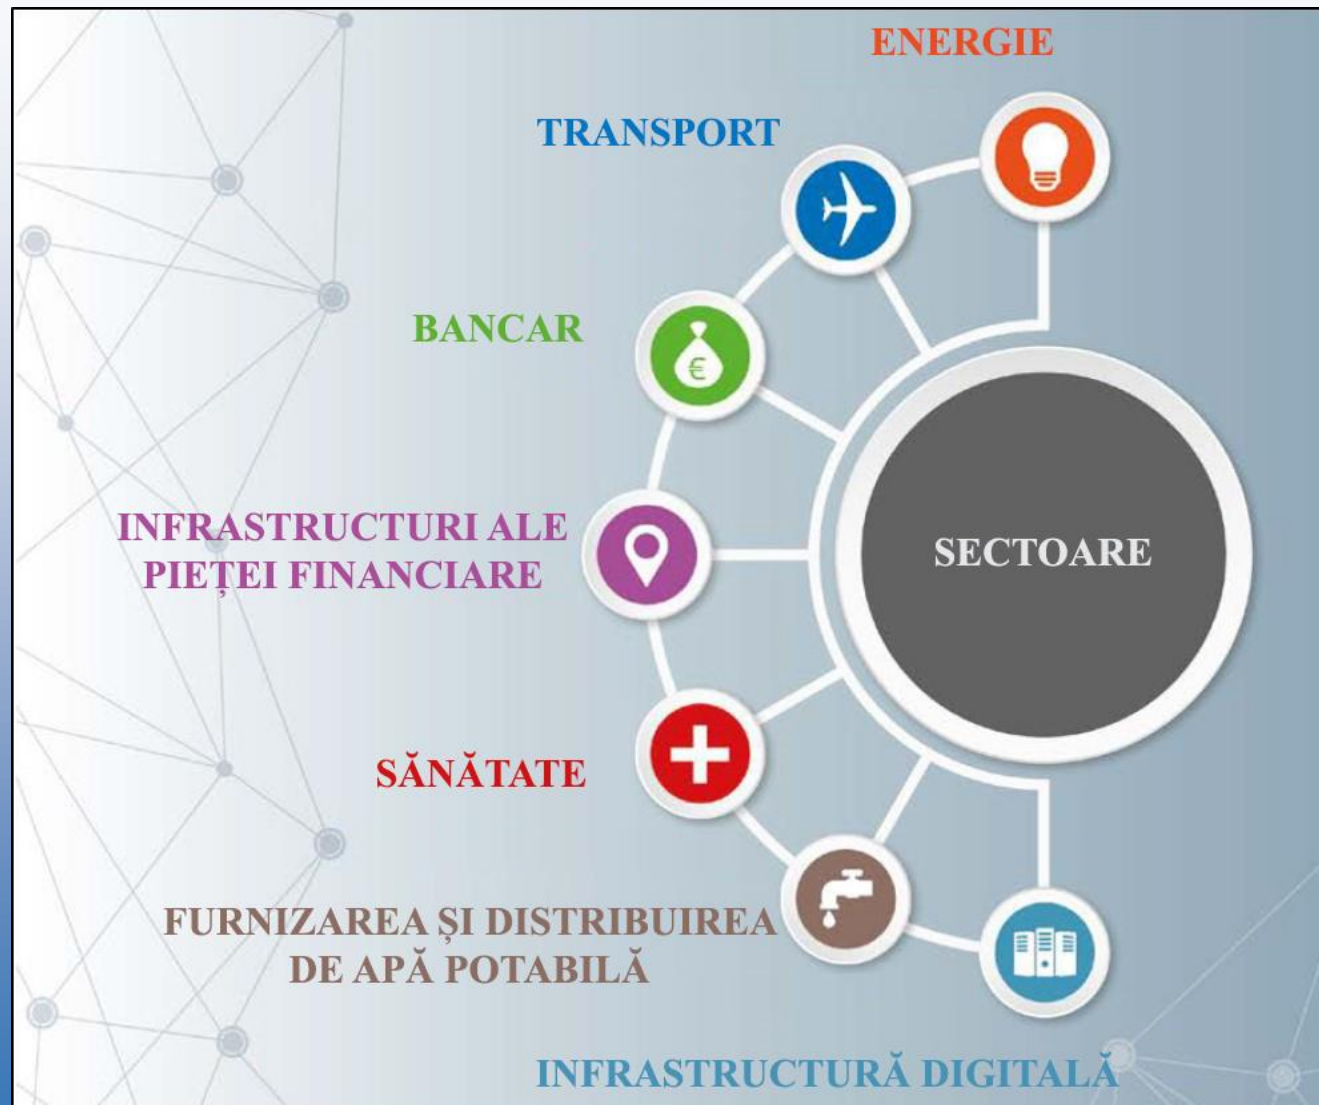 ENERGIE
TRANSPORT
BANCAR
€
INFRASTRUCTURI ALE
PIEȚEI FINANCIARE
SECTOARE
SĂNĂTATE
FURNIZAREA ȘI DISTRIBUIREA
DE APĂ POTABILĂ
INFRASTRUCTURĂ DIGITALĂ